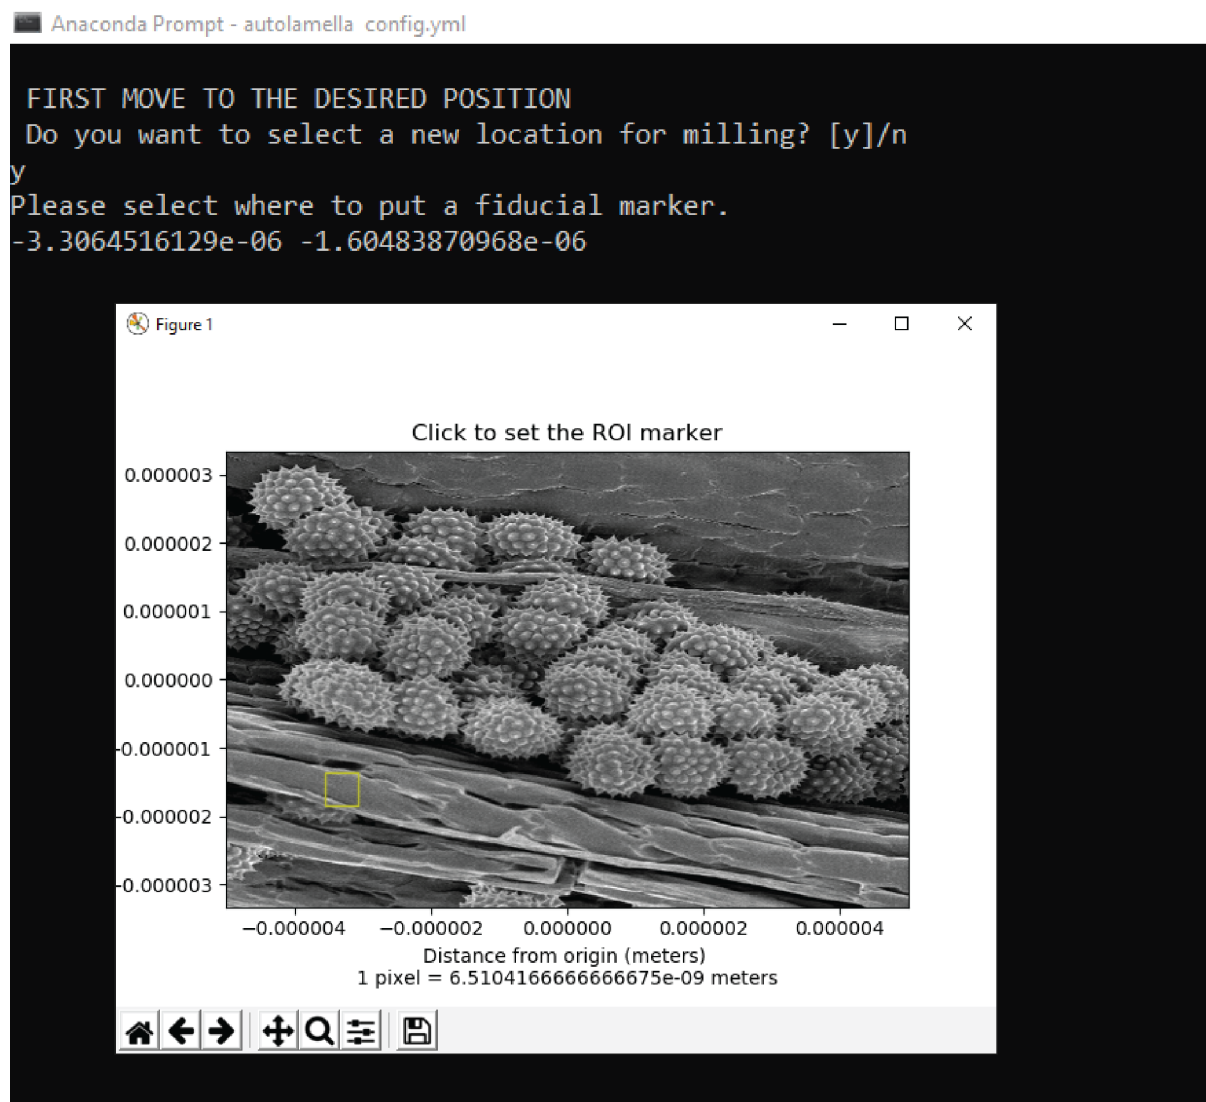 Anaconda Prompt - autolamella  config.yml
FIRST MOVE TO THE DESIRED POSITION
Do you want to select a new location for milling? [y]/n
y
Please select where to put a fiducial marker.
-3.3064516129e-06 -1.60483870968e-06
Figure 1
Click to set the ROI marker
0.000003
0.000002
0.000001
0.000000
-0.000001
-0.000002
-0.000003
−0.000004 −0.000002 0.000000 0.000002 0.000004
Distance from origin (meters)
1 pixel = 6.5104166666666675e-09 meters